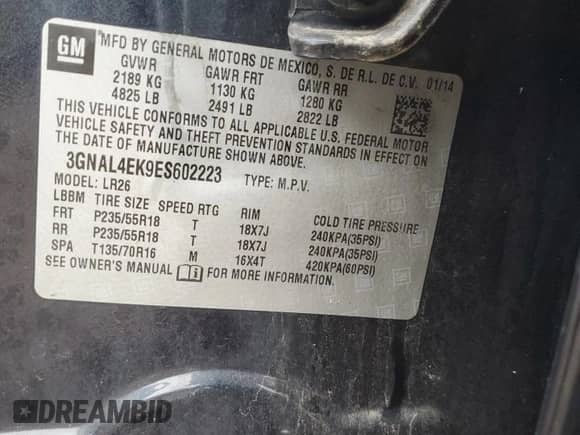 GM
MFD BY GENERAL MOTORS DE MEXICO, S. DE R.L. DE C.V. 01/14
GVWR GAWR FRT GAWR RR
2189 KG 1130 KG 1280 KG
4825 LB 2491 LB 2822 LB
THIS VEHICLE CONFORMS TO ALL APPLICABLE U.S. FEDERAL MOTOR
VEHICLE SAFETY AND THEFT PREVENTION STANDARDS IN EFFECT ON
THE DATE OF MANUFACTURE SHOWN ABOVE.
3GNAL4EK9ES602223 TYPE: M.P.V.
MODEL: LR26
LBBM TIRE SIZE SPEED RTG RIM COLD TIRE PRESSURE
FRT P235/55R18 T 18X7J 240KPA(35PSI)
RR P235/55R18 T 18X7J 240KPA(35PSI)
SPA T135/70R16 M 16X4T 420KPA(60PSI)
SEE OWNER'S MANUAL FOR MORE INFORMATION.
DREAMBID